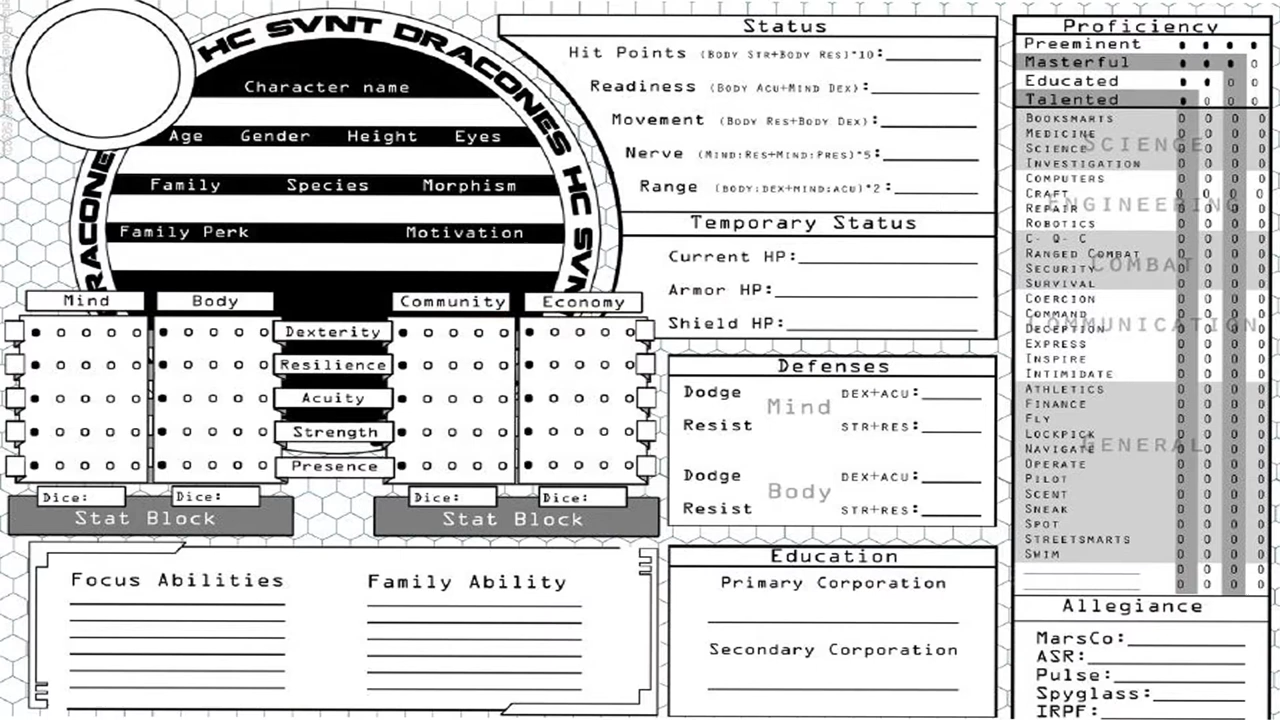 HC SVNT DRACONES HC SVN
RACONE
Character name
Age Gender Height Eyes
Family Species Morphism
Family Perk Motivation
Mind Body Community Economy
Dexterity
Resilience
Acuity
Strength
Presence
Dice: Dice: Dice: Dice:
Stat Block Stat Block
Focus Abilities Family Ability
Status
Hit Points (Body Str+Body Res)*10:
Readiness (Body Acu+Mind Dex):
Movement (Body Res+Body Dex):
Nerve (Mind:Res+Mind:Pres)*5:
Range (body:dex+mind:acu)*2:
Temporary Status
Current HP:
Armor HP:
Shield HP:
Defenses
Dodge DEX+ACU:
Mind
Resist STR+RES:
Dodge DEX+ACU:
Body
Resist STR+RES:
Education
Primary Corporation
Secondary Corporation
Proficiency
Preeminent
Masterful
Educated
Talented
Booksmarts
Medicine
SCIENCE
Science
Investigation
Computers
Craft
ENGINEERING
Repair
Robotics
C- Q- C
Ranged Combat
COMBAT
Security
Survival
Coercion
Command
COMMUNICATION
Deception
Express
Inspire
Intimidate
Athletics
Finance
Fly
Lockpick
GENERAL
Navigate
Operate
Pilot
Scent
Sneak
Spot
Streetsmarts
Swim
Allegiance
MarsCo:
ASR:
Pulse:
Spyglass:
IRPF: